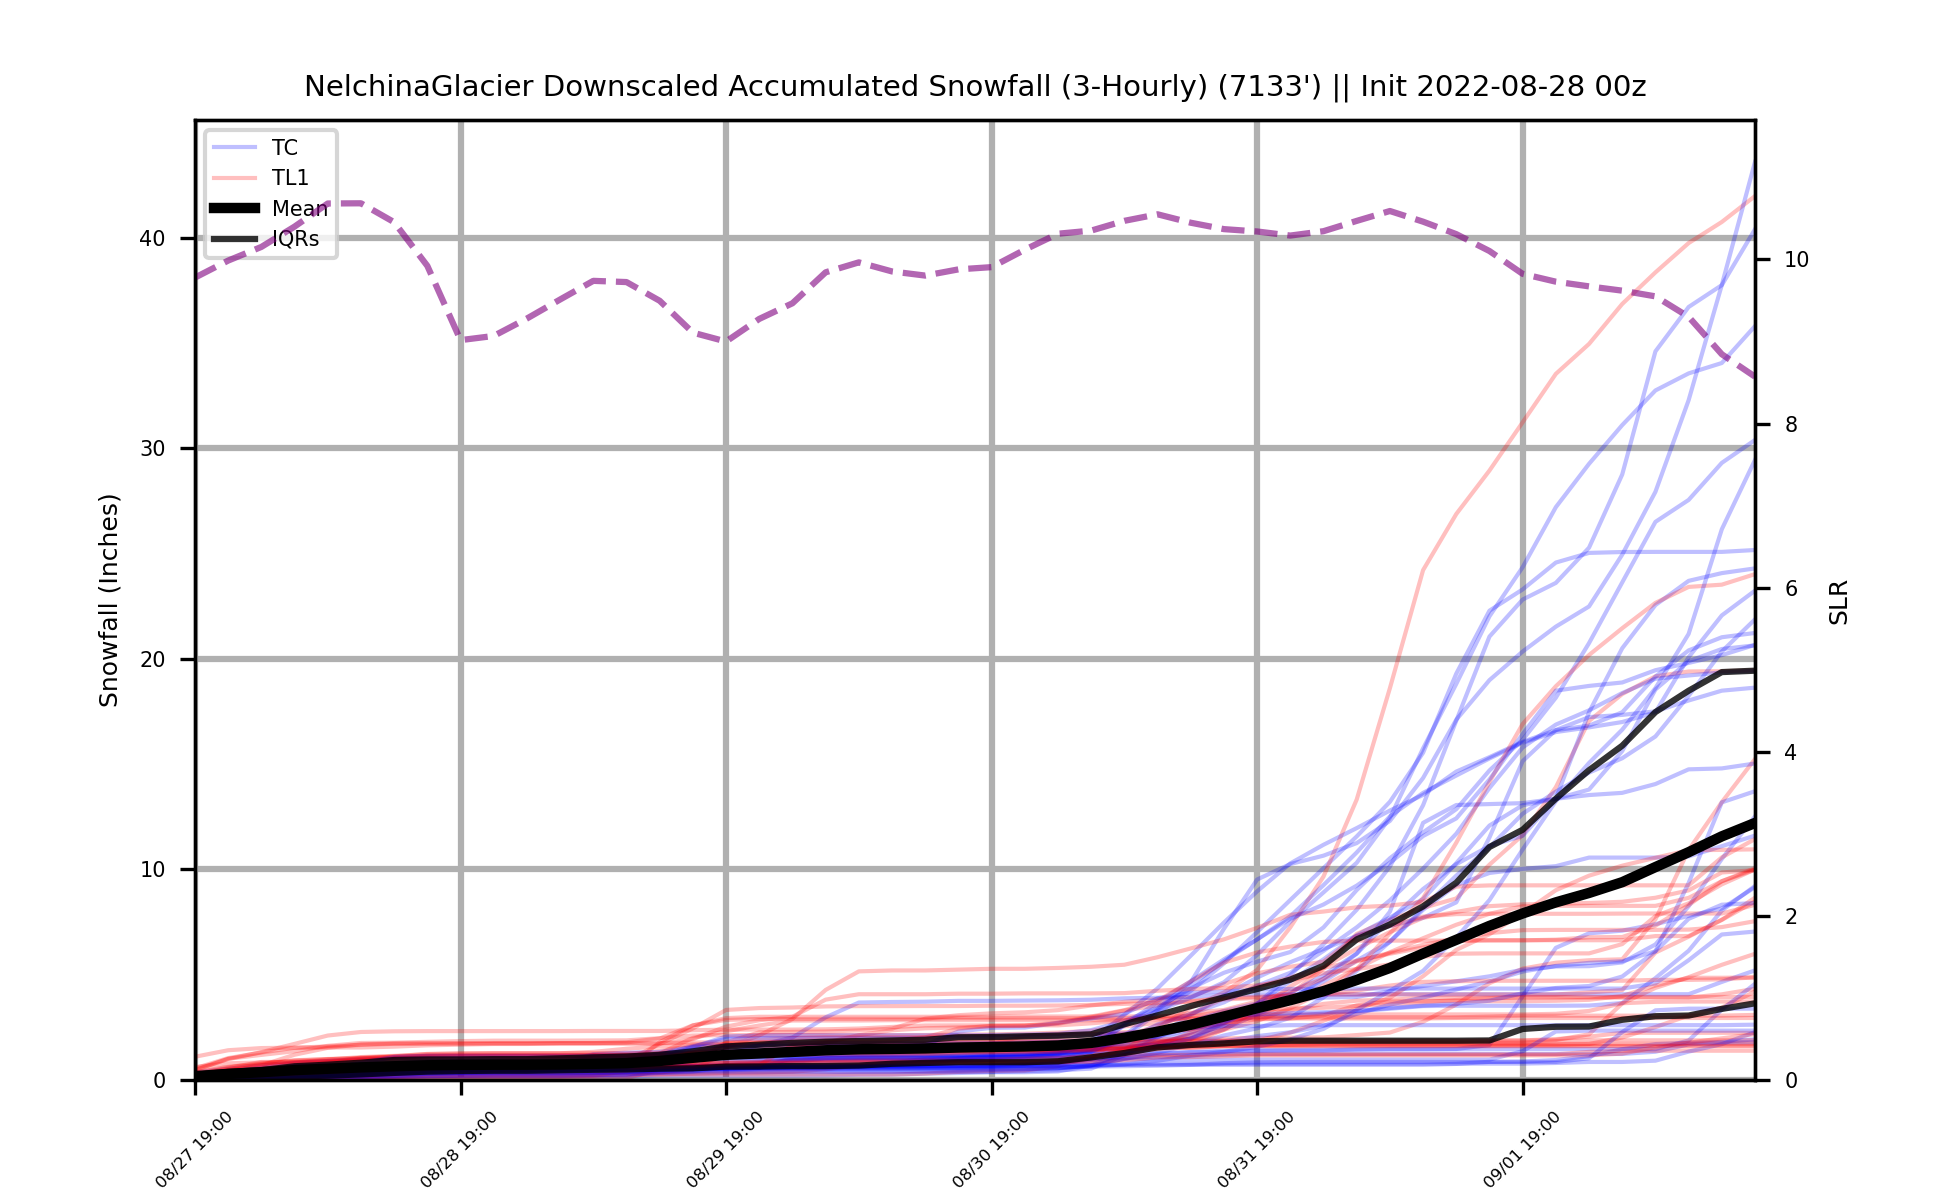 NelchinaGlacier Downscaled Accumulated Snowfall (3-Hourly) (7133') || Init 2022-08-28 00z
TC
TL1
Mean
IQRs
Snowfall (Inches)
40
30
20
10
0
10
8
6
4
2
0
SLR
08/27 19:00
08/28 19:00
08/29 19:00
08/30 19:00
08/31 19:00
09/01 19:00